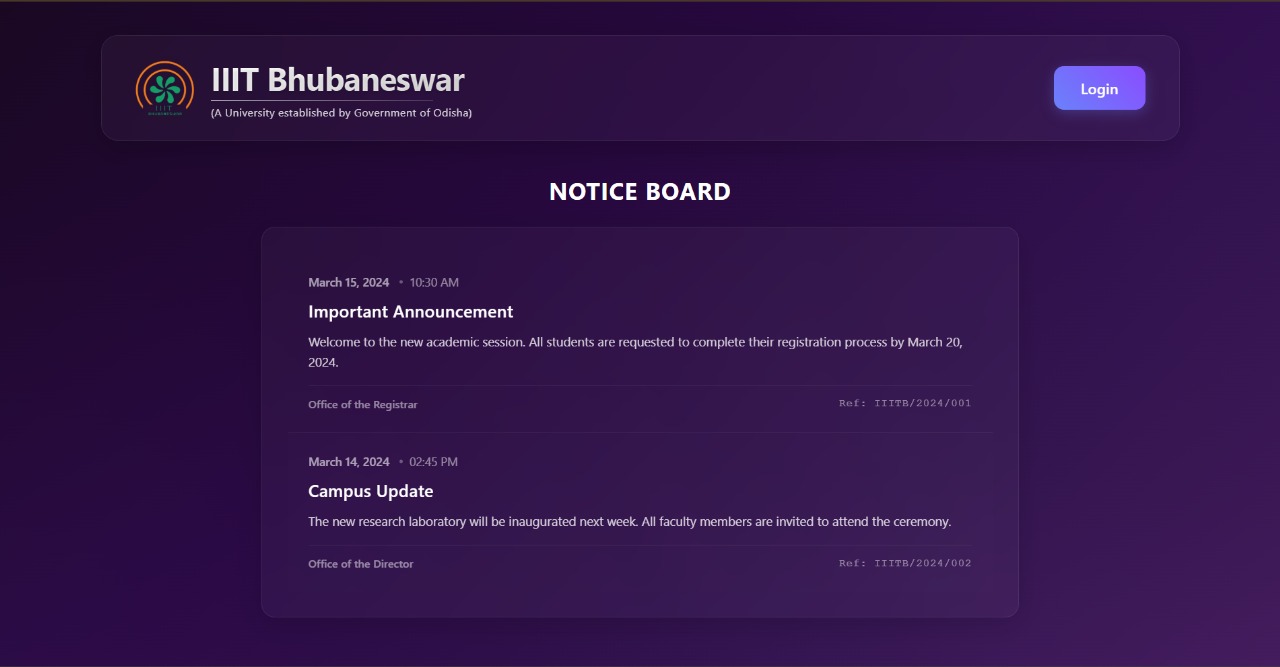 IIIT Bhubaneswar
(A University established by Government of Odisha)
Login
NOTICE BOARD
March 15, 2024 • 10:30 AM
Important Announcement
Welcome to the new academic session. All students are requested to complete their registration process by March 20,
2024.
Office of the Registrar Ref: IIITB/2024/001
March 14, 2024 • 02:45 PM
Campus Update
The new research laboratory will be inaugurated next week. All faculty members are invited to attend the ceremony.
Office of the Director Ref: IIITB/2024/002